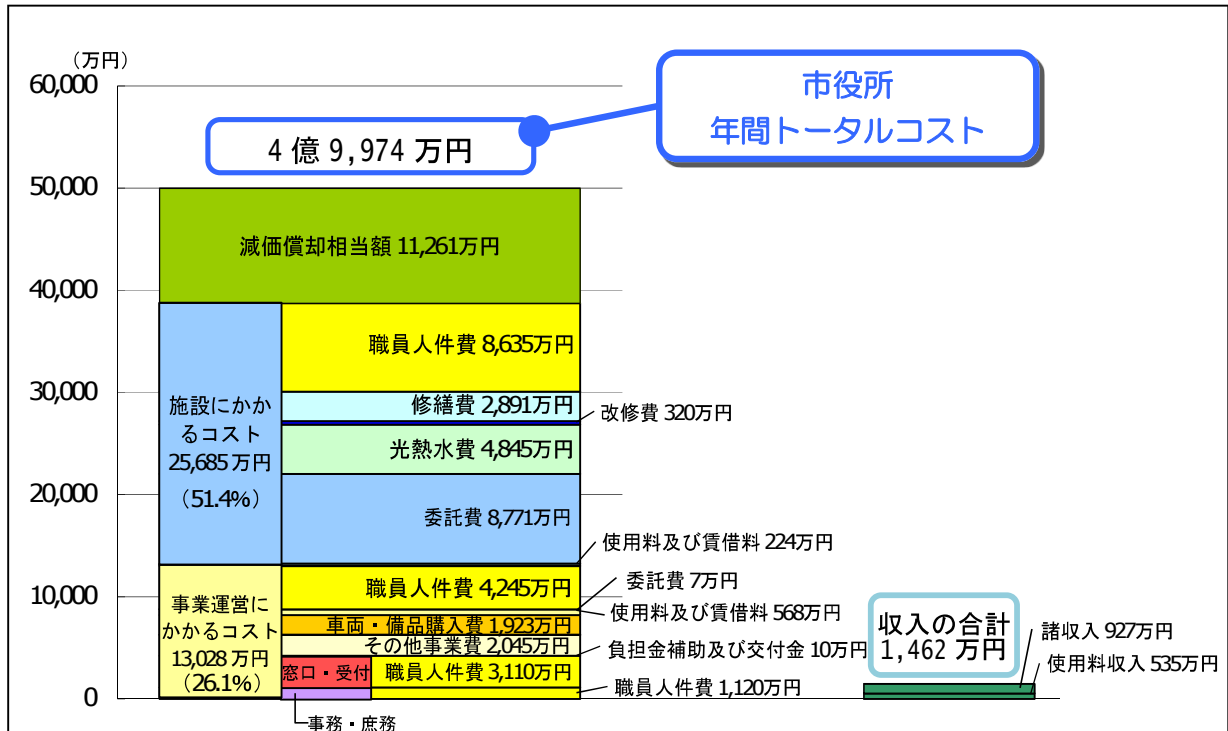 （万円）
60,000
50,000
40,000
30,000
20,000
10,000
0
市役所
年間トータルコスト
4億9,974万円
減価償却相当額 11,261万円
施設にかか
るコスト
25,685万円
（51.4%）
職員人件費 8,635万円
修繕費 2,891万円
改修費 320万円
光熱水費 4,845万円
委託費 8,771万円
使用料及び賃借料 224万円
事業運営に
かかるコスト
13,028万円
(26.1%)
職員人件費 4,245万円
委託費 7万円
使用料及び賃借料 568万円
車両・備品購入費 1,923万円
その他事業費 2,045万円
負担金補助及び交付金 10万円
窓口・受付
職員人件費 3,110万円
職員人件費 1,120万円
事務・庶務
収入の合計
1,462 万円
諸収入 927万円
使用料収入 535万円